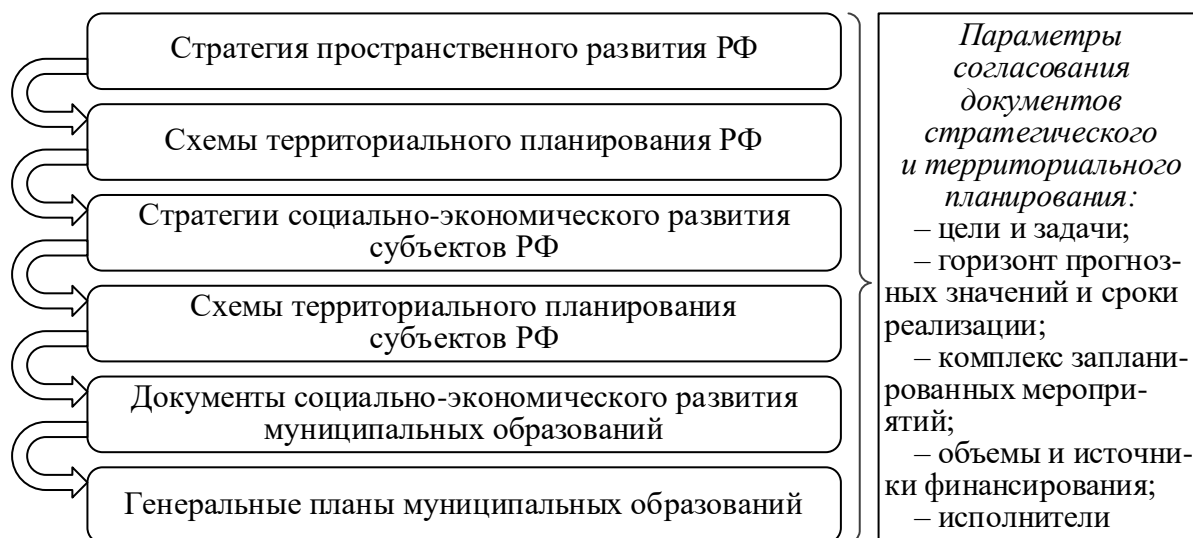 Стратегия пространственного развития РФ
Схемы территориального планирования РФ
Стратегии социально-экономического развития
субъектов РФ
Схемы территориального планирования
субъектов РФ
Документы социально-экономического развития
муниципальных образований
Генеральные планы муниципальных образований
Параметры
согласования
документов
стратегического
и территориального
планирования:
– цели и задачи;
– горизонт прогноз-
ных значений и сроки
реализации;
– комплекс заплани-
рованных меропри-
ятий;
– объемы и источни-
ки финансирования;
– исполнители